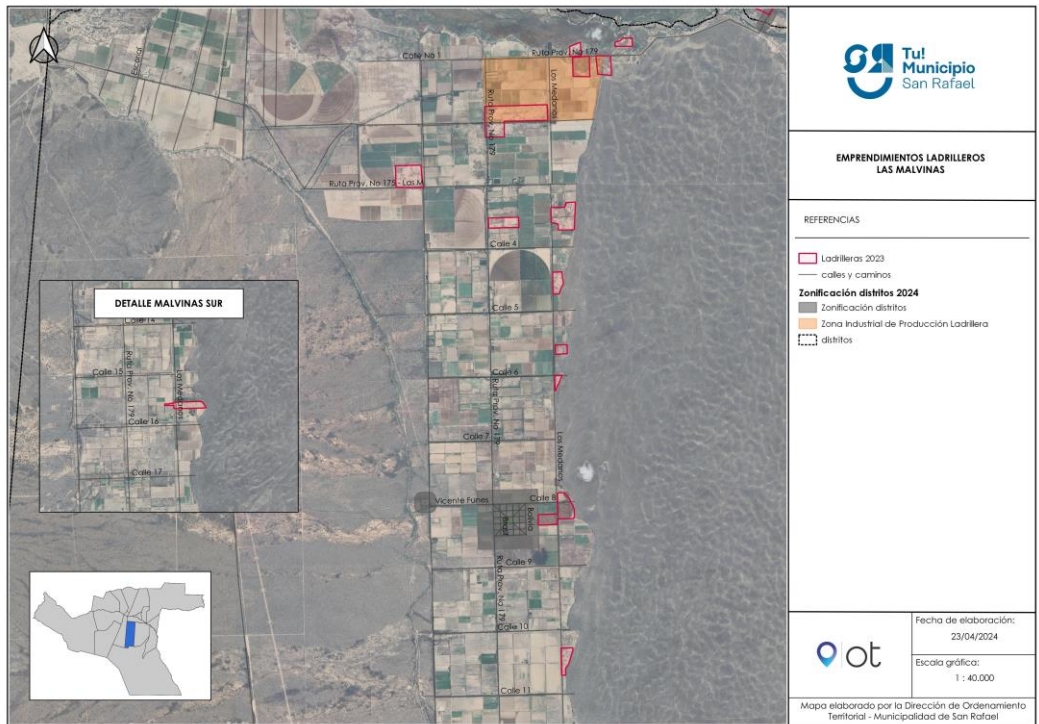 Calle No 1
Ruta Prov. No 179
Los Medanos
Ruta Prov. No 179
Ruta Prov. No 175 - Las M
Calle 4
Calle 5
Calle 6
Ruta Prov. No 179
Calle 7
Los Medanos
Vicente Funes
Calle 8
Bolivia
Calle 9
Ruta Prov. No 179
Calle 10
Calle 11
DETALLE MALVINAS SUR
Calle 14
Calle 15
Ruta Prov. No 179
Los Medanos
Calle 16
Calle 17
Tu!
Municipio
San Rafael
EMPRENDIMIENTOS LADRILLEROS
LAS MALVINAS
REFERENCIAS
Ladrilleras 2023
calles y caminos
Zonificación distritos 2024
Zonificación distritos
Zona Industrial de Producción Ladrillera
distritos
ot
Fecha de elaboración:
23/04/2024
Escala gráfica:
1 : 40.000
Mapa elaborado por la Dirección de Ordenamiento
Territorial - Municipalidad de San Rafael